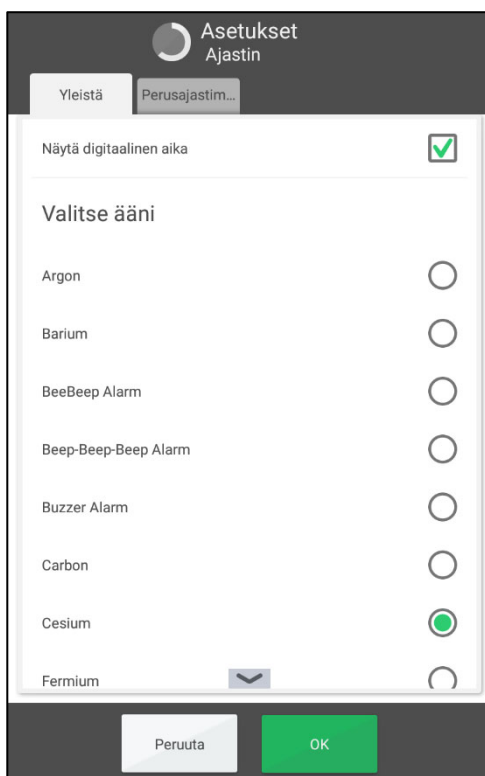 Asetukset
Ajastin
Yleistä
Perusajastim...
Näytä digitaalinen aika
Valitse ääni
Argon
Barium
BeeBeep Alarm
Beep-Beep-Beep Alarm
Buzzer Alarm
Carbon
Cesium
Fermium
Peruuta
OK